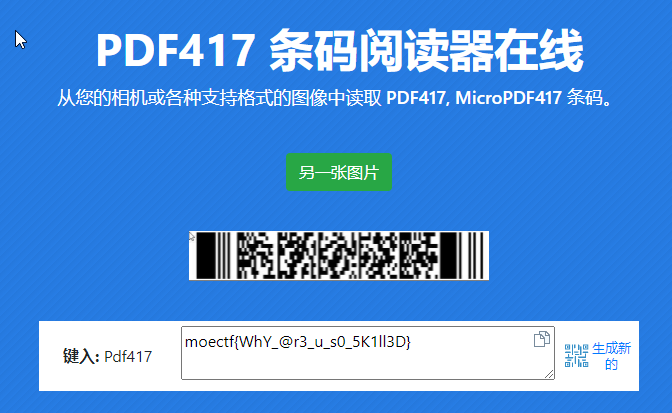 PDF417 条码阅读器在线
从您的相机或各种支持格式的图像中读取 PDF417, MicroPDF417 条码。
另一张图片
键入: Pdf417
moectf{WhY_@r3_u_s0_5K1ll3D}
生成新
的